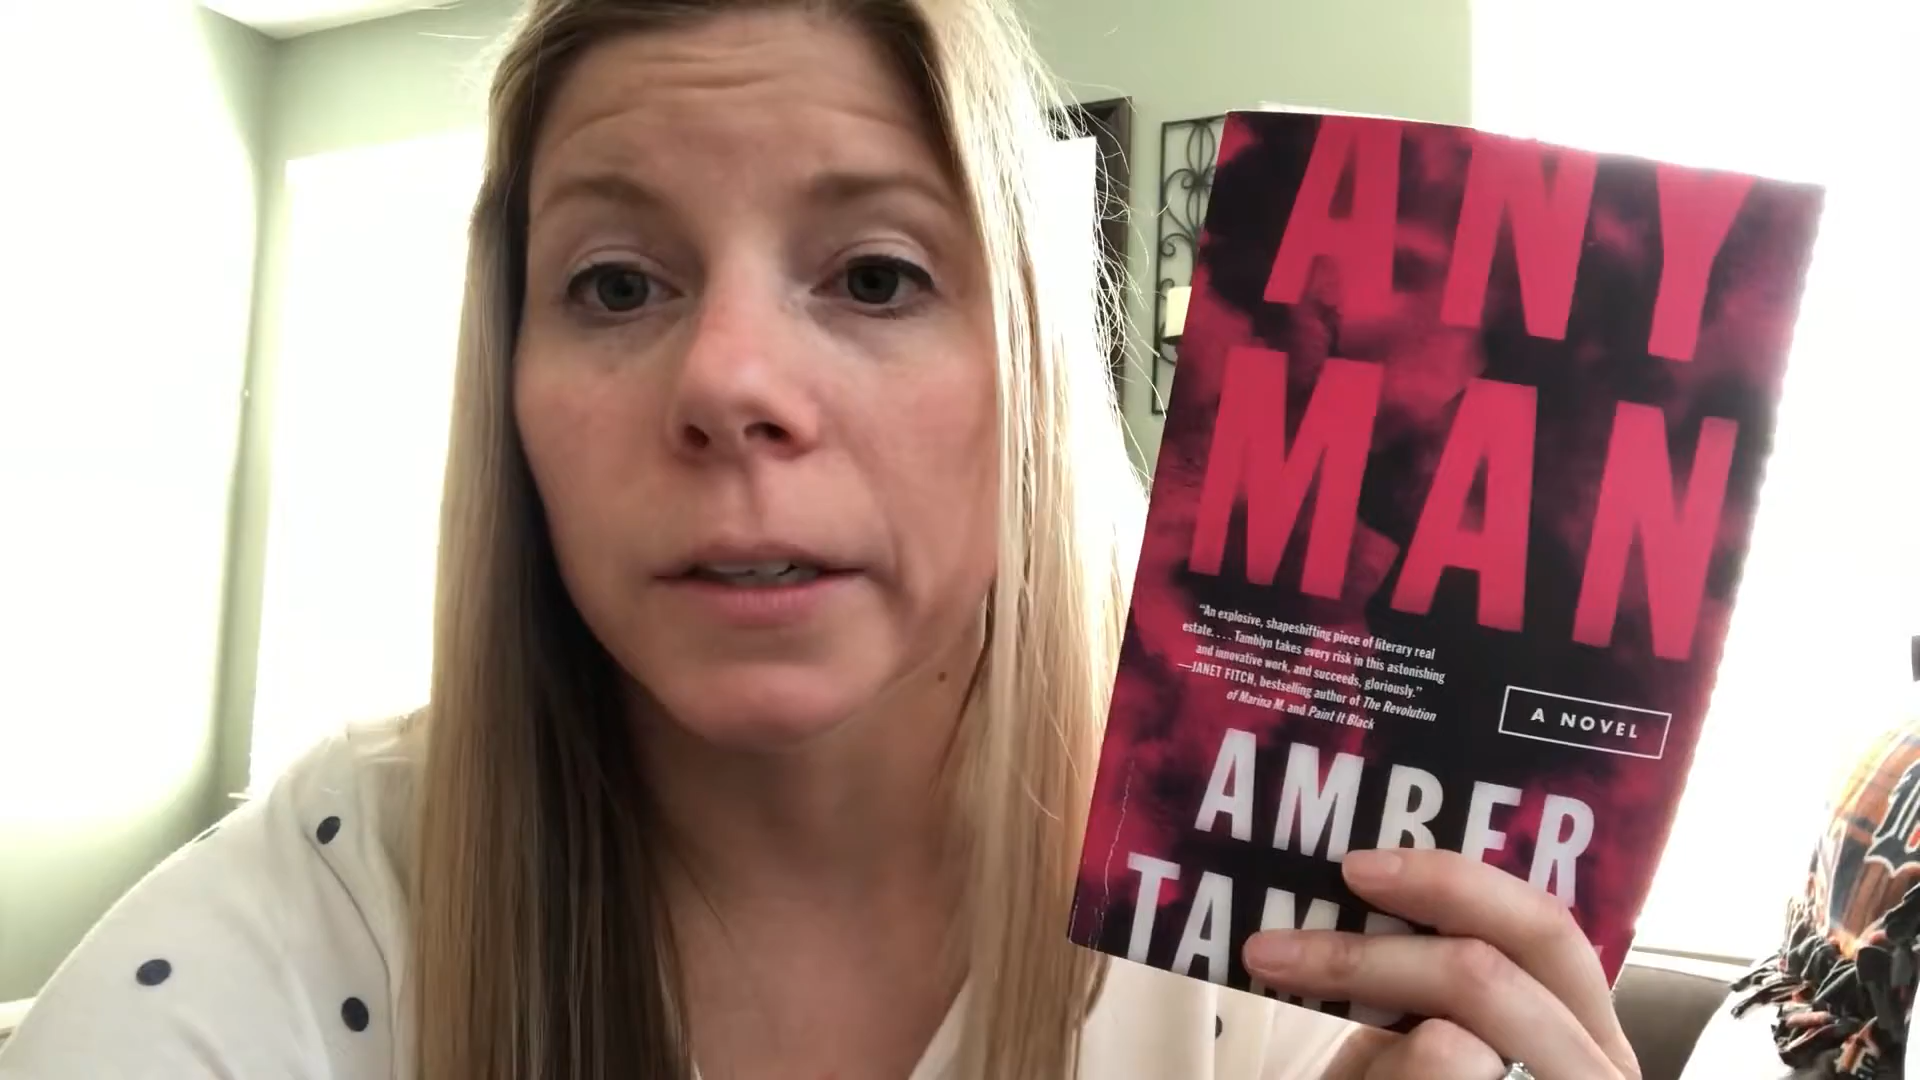 ANY
MAN
“An explosive, shapeshifting piece of literary real
estate. . . . Tamblyn takes every risk in this astonishing
and innovative work, and succeeds, gloriously.”
—JANET FITCH, bestselling author of The Revolution
of Marina M. and Paint It Black
A NOVEL
AMBER
TAM